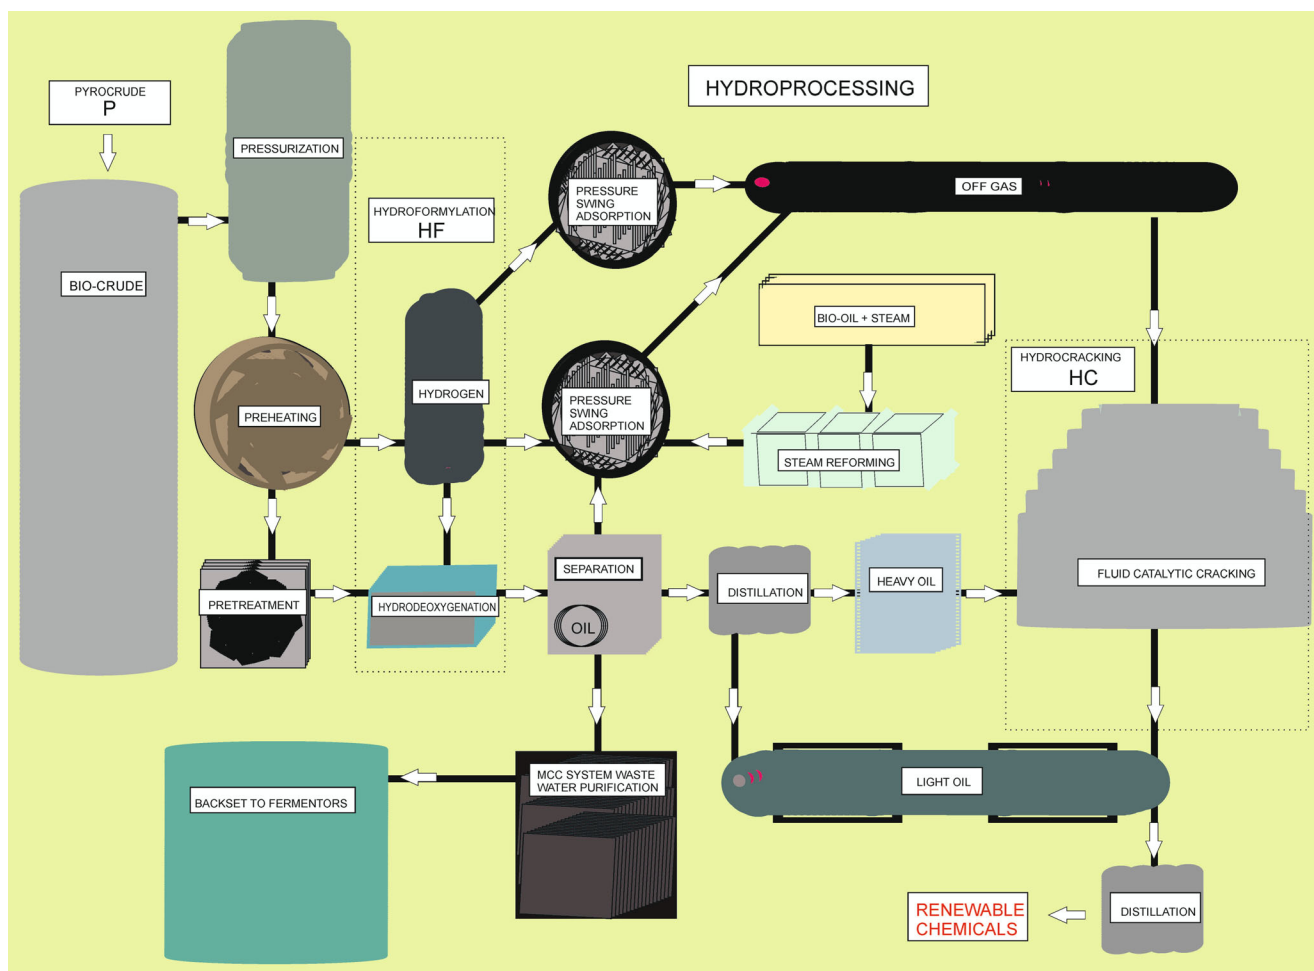 HYDROPROCESSING
PYROCRUDE
P
PRESSURIZATION
BIO-CRUDE
HYDROFORMYLATION
HF
PRESSURE
SWING
ADSORPTION
OFF GAS
BIO-OIL + STEAM
HYDROCRACKING
HC
PREHEATING
HYDROGEN
PRESSURE
SWING
ADSORPTION
STEAM REFORMING
PRETREATMENT
HYDRODEOXYGENATION
SEPARATION
OIL
DISTILLATION
HEAVY OIL
FLUID CATALYTIC CRACKING
BACKSET TO FERMENTORS
MCC SYSTEM WASTE
WATER PURIFICATION
LIGHT OIL
RENEWABLE
CHEMICALS
DISTILLATION